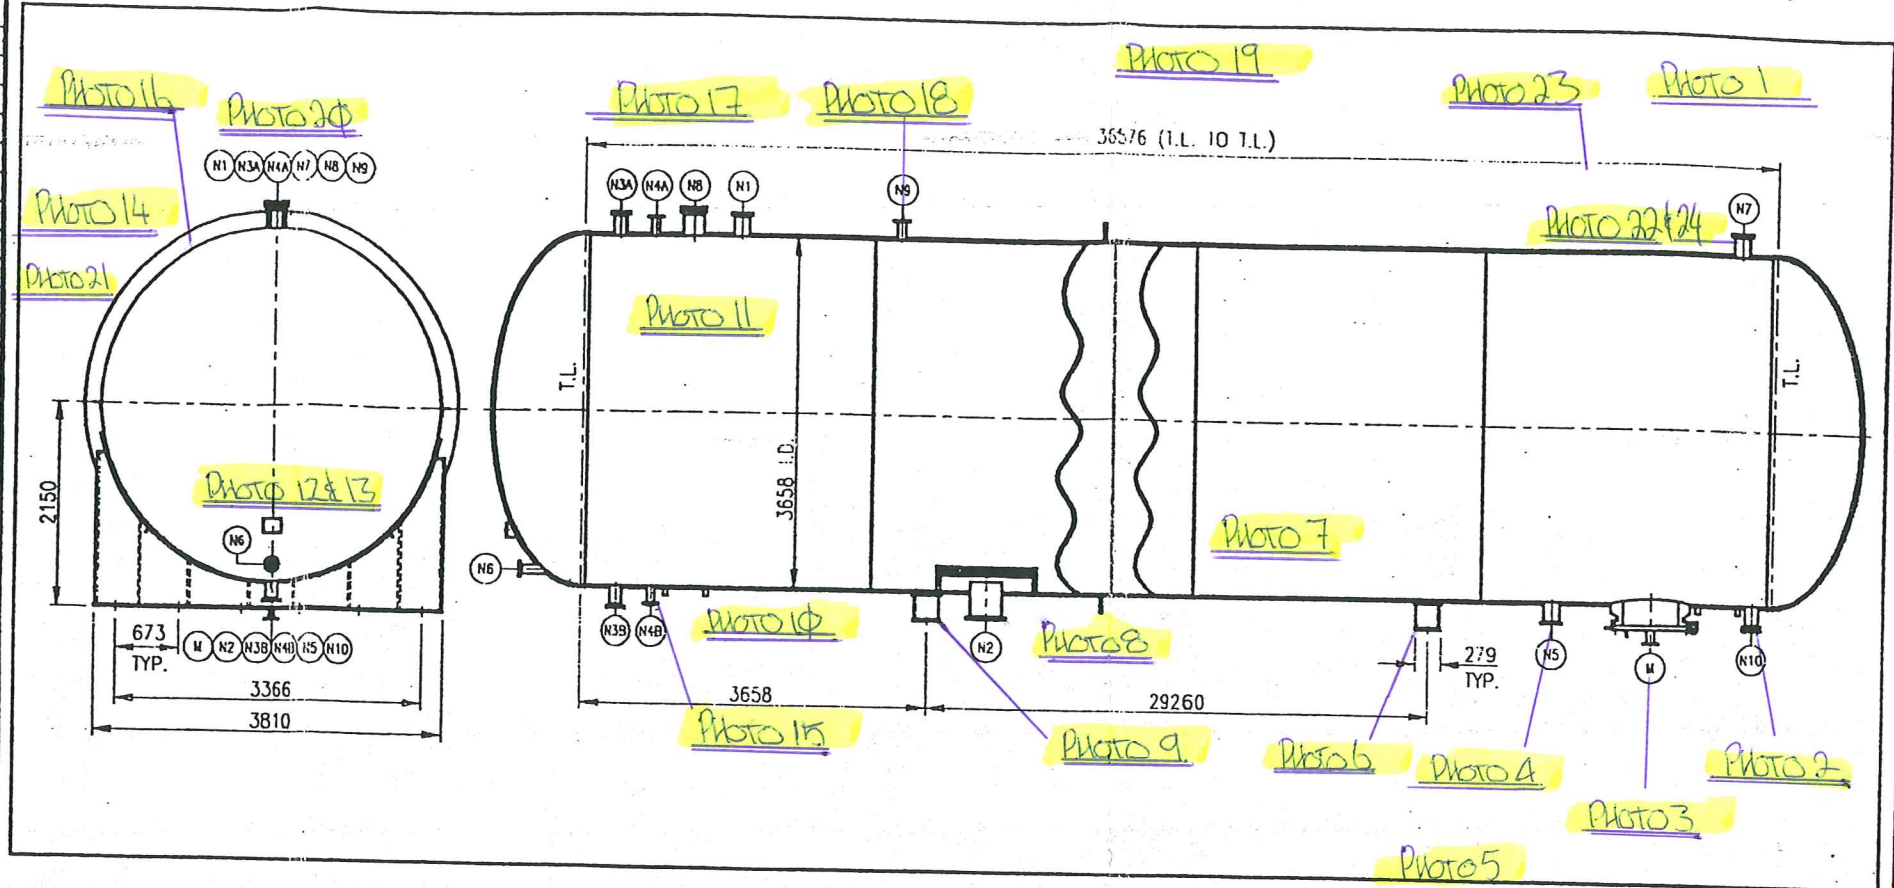 PHOTO 19
PHOTO 16
PHOTO 20
PHOTO 17
PHOTO 18
PHOTO 23
PHOTO 1
36576 (T.L. TO T.L.)
N1 N3A N4A N7 N8 N9
N3A N4A N8 N1
N9
N7
PHOTO 14
PHOTO 22 & 24
PHOTO 21
PHOTO 11
T.L.
T.L.
2150
3658 I.D.
PHOTO 12 & 13
PHOTO 7
N6
N6
N3B N4B
PHOTO 10
N2
PHOTO 8
673
TYP.
M N2 N3B N4B N5 N10
279
TYP.
N5
M
N10
3366
3810
3658
29260
PHOTO 15
PHOTO 9
PHOTO 6
PHOTO 4
PHOTO 2
PHOTO 3
PHOTO 5